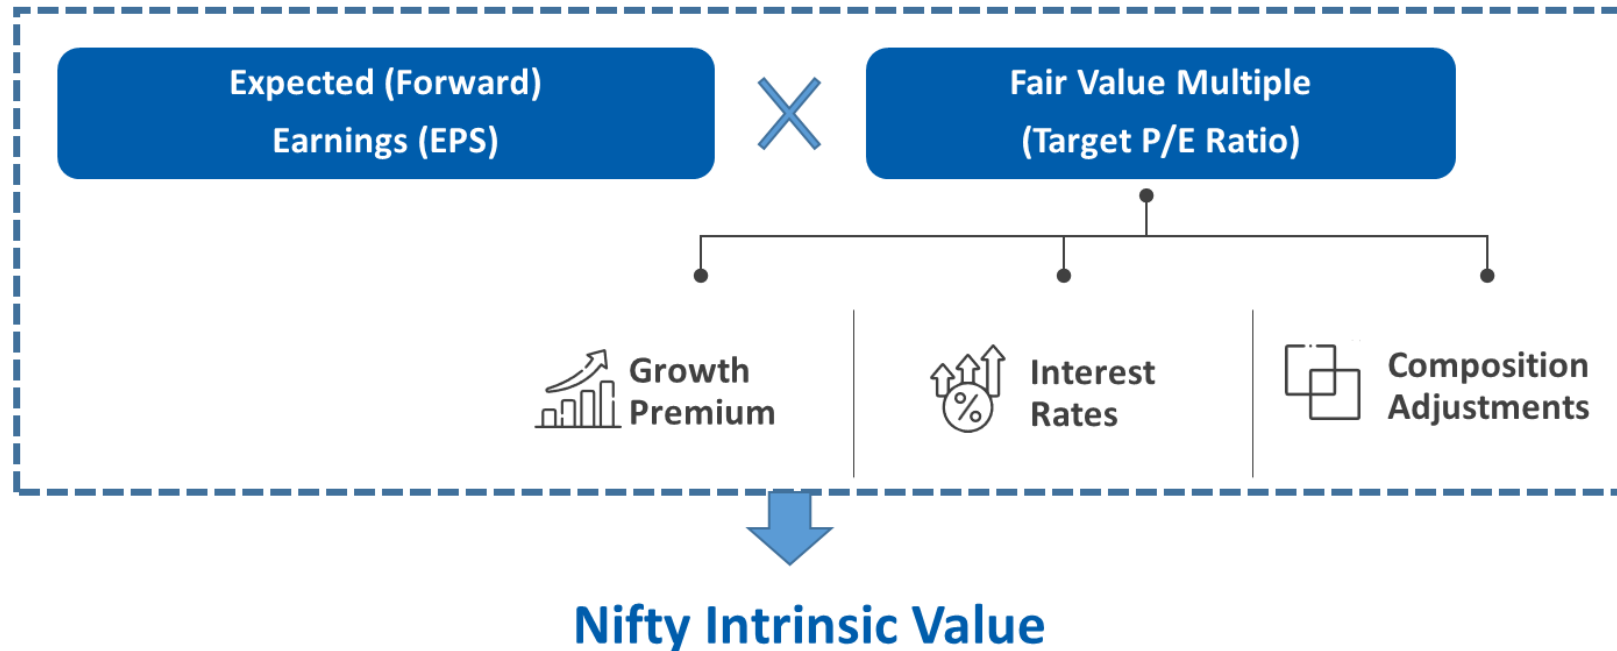 Expected (Forward)
Earnings (EPS)
Fair Value Multiple
(Target P/E Ratio)
Growth
Premium
%
Interest
Rates
Composition
Adjustments
Nifty Intrinsic Value